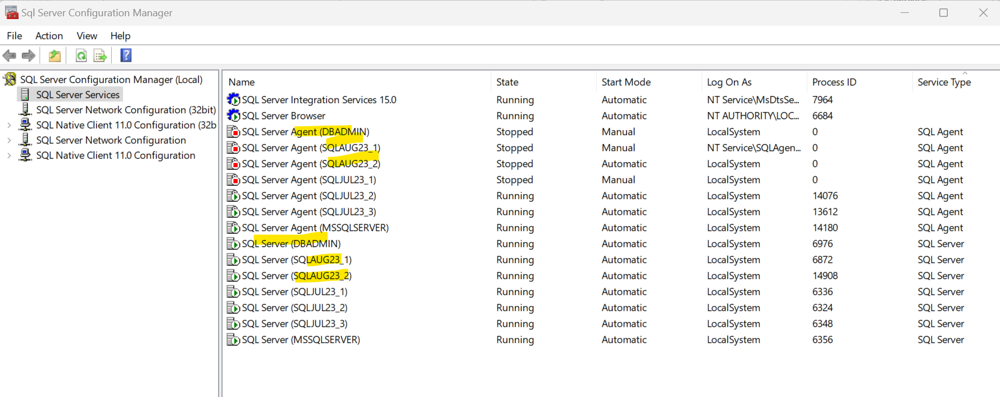 Sql Server Configuration Manager
File Action View Help
SQL Server Configuration Manager (Local)
SQL Server Services
SQL Server Network Configuration (32bit)
SQL Native Client 11.0 Configuration (32b
SQL Server Network Configuration
SQL Native Client 11.0 Configuration
Name State Start Mode Log On As Process ID Service Type
SQL Server Integration Services 15.0 Running Automatic NT Service\MsDtsSe... 7964
SQL Server Browser Running Automatic NT AUTHORITY\LOC... 6684
SQL Server Agent (DBADMIN) Stopped Manual LocalSystem 0 SQL Agent
SQL Server Agent (SQLAUG23_1) Stopped Manual NT Service\SQLAgen... 0 SQL Agent
SQL Server Agent (SQLAUG23_2) Stopped Automatic LocalSystem 0 SQL Agent
SQL Server Agent (SQLJUL23_1) Stopped Manual LocalSystem 0 SQL Agent
SQL Server Agent (SQLJUL23_2) Running Automatic LocalSystem 14076 SQL Agent
SQL Server Agent (SQLJUL23_3) Running Automatic LocalSystem 13612 SQL Agent
SQL Server Agent (MSSQLSERVER) Running Automatic LocalSystem 14180 SQL Agent
SQL Server (DBADMIN) Running Automatic LocalSystem 6976 SQL Server
SQL Server (SQLAUG23_1) Running Automatic LocalSystem 6872 SQL Server
SQL Server (SQLAUG23_2) Running Automatic LocalSystem 14908 SQL Server
SQL Server (SQLJUL23_1) Running Automatic LocalSystem 6336 SQL Server
SQL Server (SQLJUL23_2) Running Automatic LocalSystem 6324 SQL Server
SQL Server (SQLJUL23_3) Running Automatic LocalSystem 6348 SQL Server
SQL Server (MSSQLSERVER) Running Automatic LocalSystem 6356 SQL Server